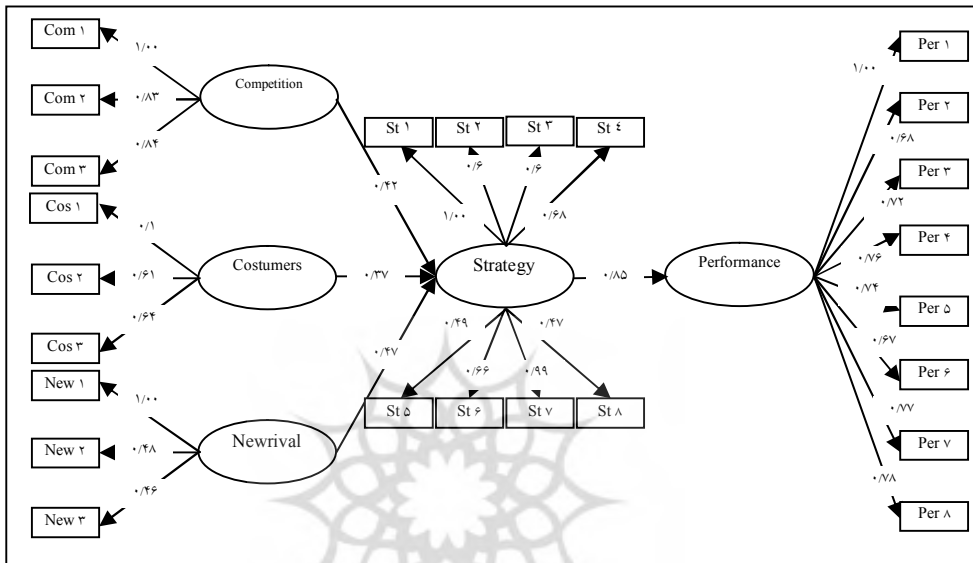 Com ۱
۱/۰۰
Com ۲
۰/۸۳
Com ۳
۰/۸۴
Competition
۰/۴۲
Cos ۱
۰/۱
Cos ۲
۰/۶۱
Cos ۳
۰/۶۴
Costumers
۰/۳۷
New ۱
۱/۰۰
New ۲
۰/۴۸
New ۳
۰/۴۶
Newrival
۰/۴۷
St ۱
St ۲
St ۳
St ٤
۱/۰۰
۰/۶
۰/۶
۰/۶۸
Strategy
۰/۴۹
۰/۶۶
۰/۹۹
۰/۴۷
St ۵
St ۶
St ۷
St ۸
۰/۸۵
Performance
Per ۱
۱/۰۰
Per ۲
۰/۶۸
Per ۳
۰/۷۲
Per ۴
۰/۷۶
Per ۵
۰/۷۴
Per ۶
۰/۶۷
Per ۷
۰/۷۷
Per ۸
۰/۷۸